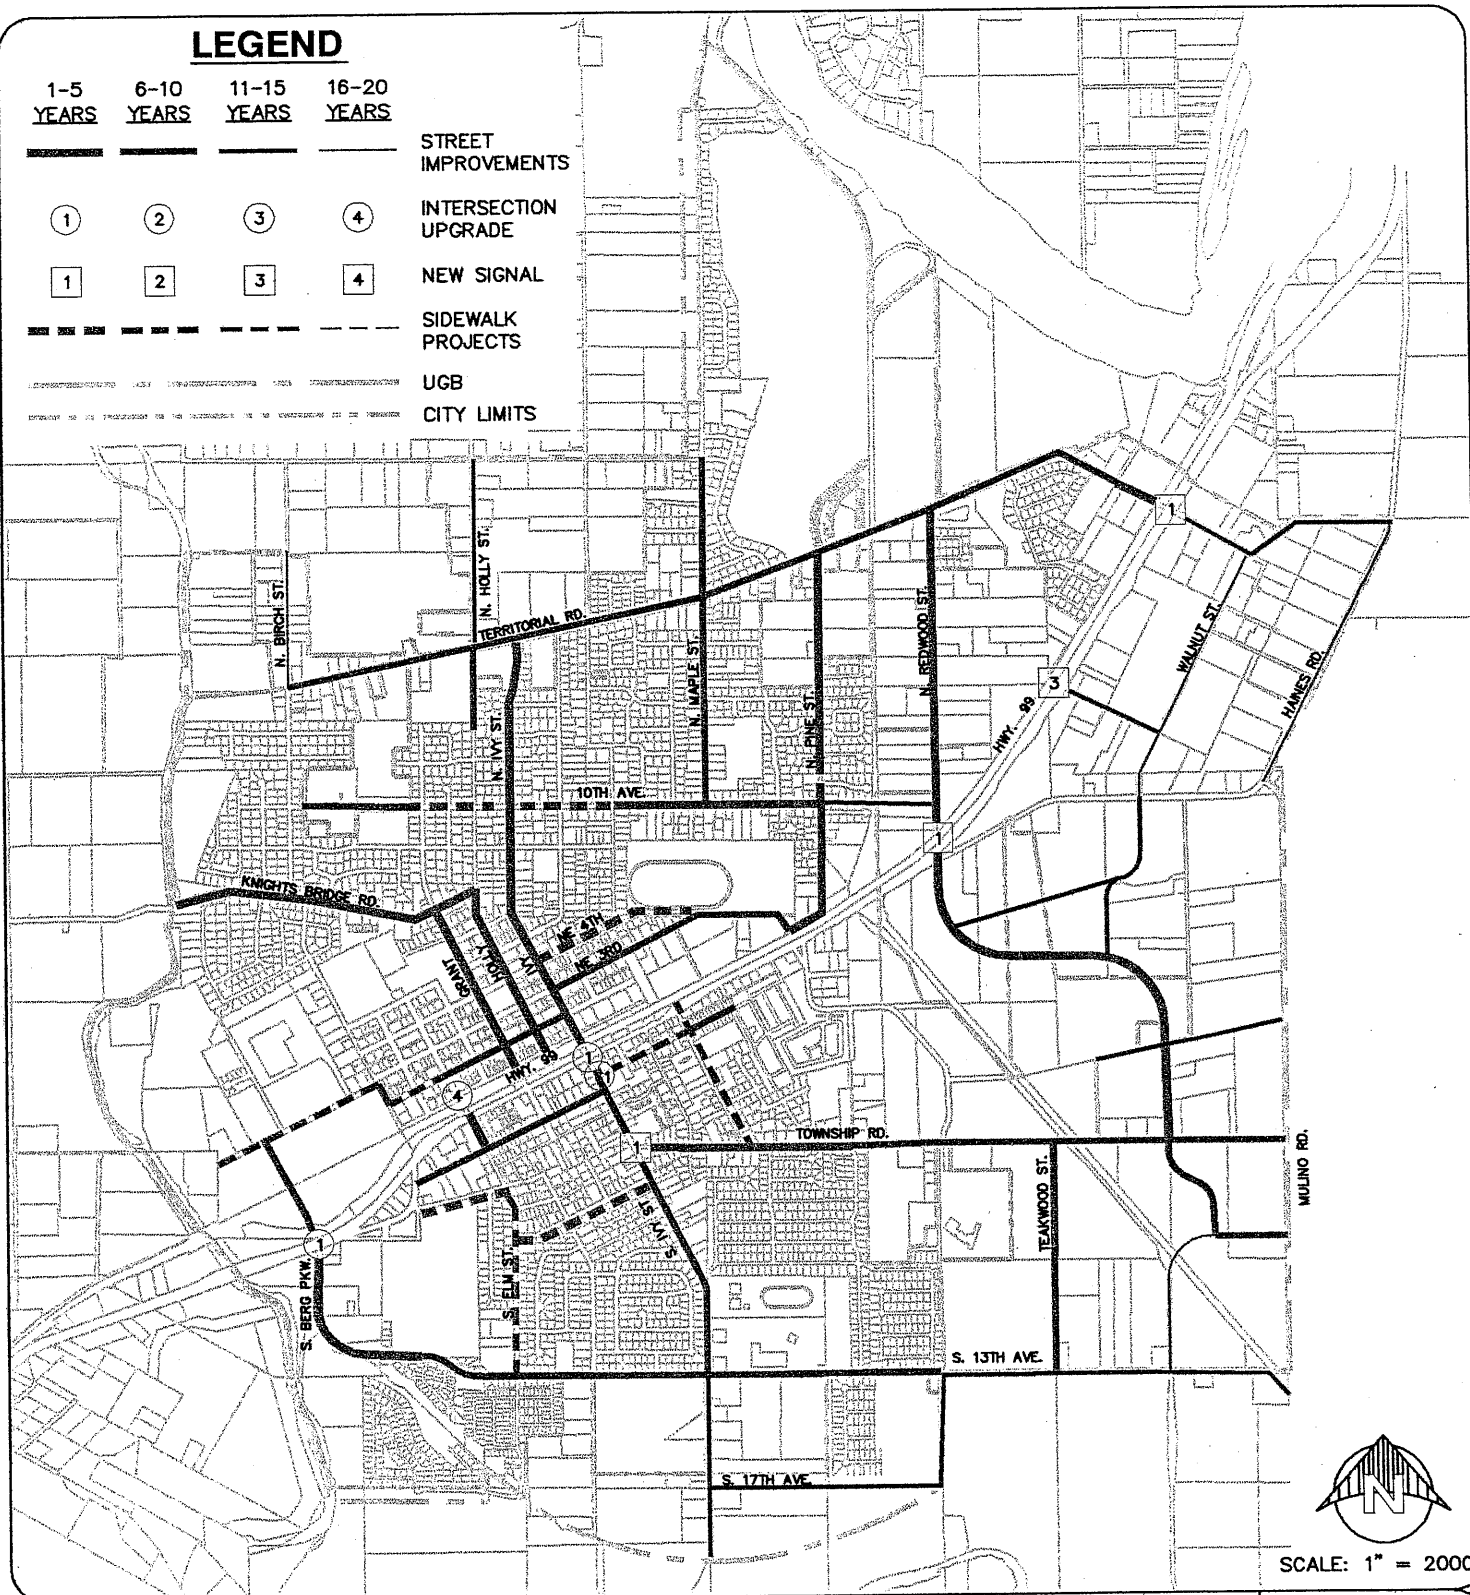 LEGEND
1-5 6-10 11-15 16-20
YEARS YEARS YEARS YEARS
STREET
IMPROVEMENTS
1 2 3 4
INTERSECTION
UPGRADE
1 2 3 4
NEW SIGNAL
SIDEWALK
PROJECTS
UGB
CITY LIMITS
N. BIRCH ST.
N. HOLLY ST.
TERRITORIAL RD.
N. IVY ST.
N. MAPLE ST.
N. PINE ST.
N. REDWOOD ST.
1
WALNUT ST.
HAINES RD.
3
HWY. 99
10TH AVE.
1
KNIGHTS BRIDGE RD.
GRANT
HOLLY
IVY
NE 4TH
NE 3RD
HWY. 99
1
1
4
1
TOWNSHIP RD.
TEAKWOOD ST.
MULINO RD.
S. IVY ST
S. ELM ST.
1
S. BERG PKW.
S. 13TH AVE.
S. 17TH AVE.
N
SCALE: 1" = 2000